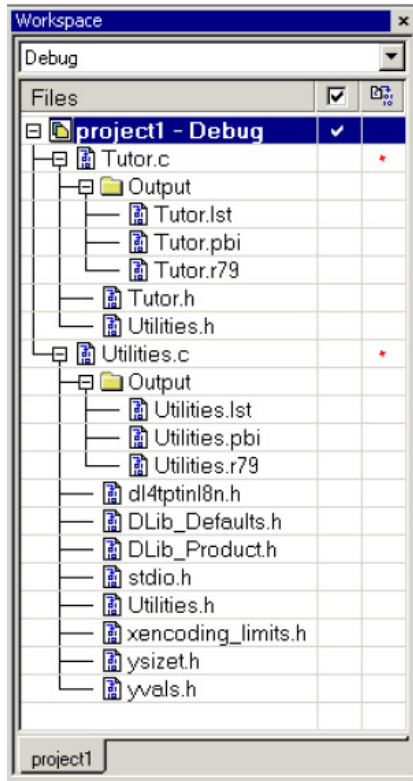 Workspace
Debug
Files
project1 - Debug
Tutor.c
Output
Tutor.lst
Tutor.pbi
Tutor.r79
Tutor.h
Utilities.h
Utilities.c
Output
Utilities.lst
Utilities.pbi
Utilities.r79
dl4tptinl8n.h
DLib_Defaults.h
DLib_Product.h
stdio.h
Utilities.h
xencoding_limits.h
ysizet.h
yvals.h
project1